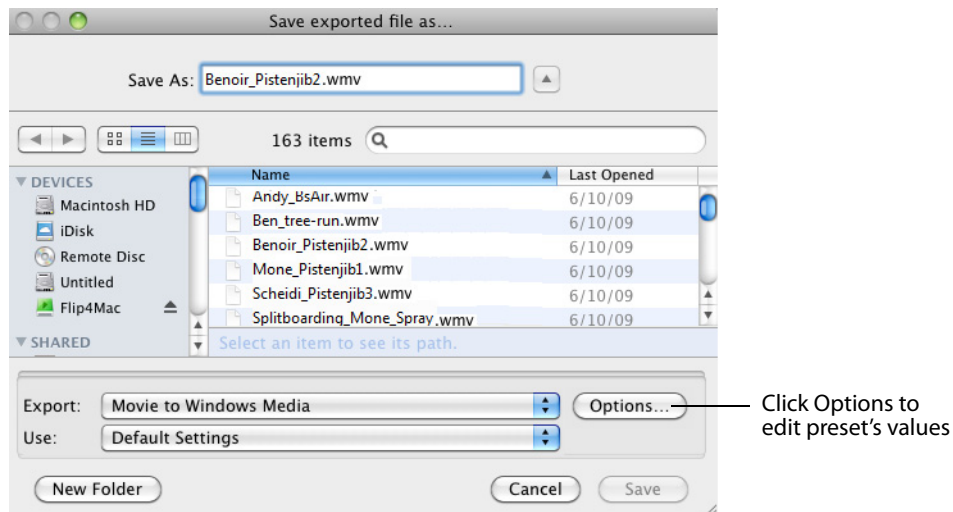 Save exported file as...
Save As: Benoir_Pistenjib2.wmv
163 items
DEVICES
Macintosh HD
iDisk
Remote Disc
Untitled
Flip4Mac
SHARED
Name Last Opened
Andy_BsAir.wmv 6/10/09
Ben_tree-run.wmv 6/10/09
Benoir_Pistenjib2.wmv 6/10/09
Mone_Pistenjib1.wmv 6/10/09
Scheidi_Pistenjib3.wmv 6/10/09
Splitboarding_Mone_Spray.wmv 6/10/09
Select an item to see its path.
Export: Movie to Windows Media Options...
Use: Default Settings
New Folder Cancel Save
Click Options to
edit preset's values